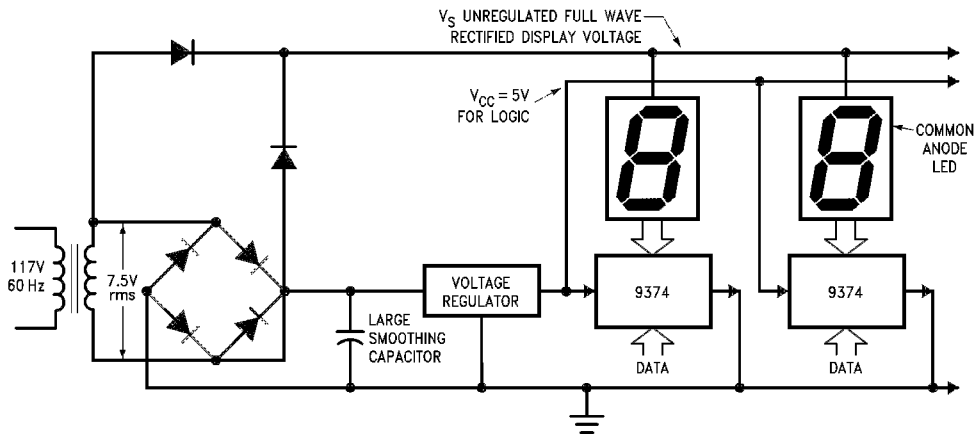 V_S UNREGULATED FULL WAVE
RECTIFIED DISPLAY VOLTAGE
V_CC = 5V
FOR LOGIC
COMMON
ANODE
LED
117V
60 Hz
7.5V
rms
VOLTAGE
REGULATOR
9374
9374
LARGE
SMOOTHING
CAPACITOR
DATA
DATA